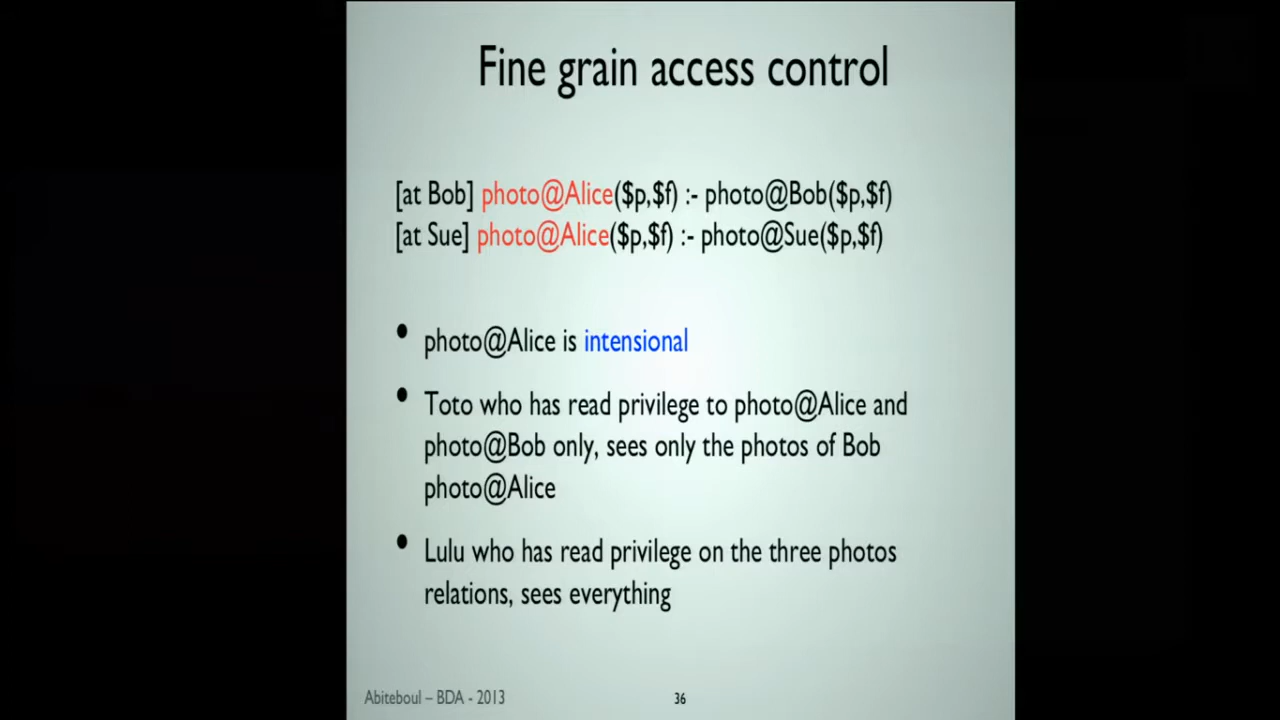 Fine grain access control
[at Bob] photo@Alice($p,$f) :- photo@Bob($p,$f)
[at Sue] photo@Alice($p,$f) :- photo@Sue($p,$f)
• photo@Alice is intensional
• Toto who has read privilege to photo@Alice and
photo@Bob only, sees only the photos of Bob
photo@Alice
• Lulu who has read privilege on the three photos
relations, sees everything
Abiteboul – BDA - 2013
36